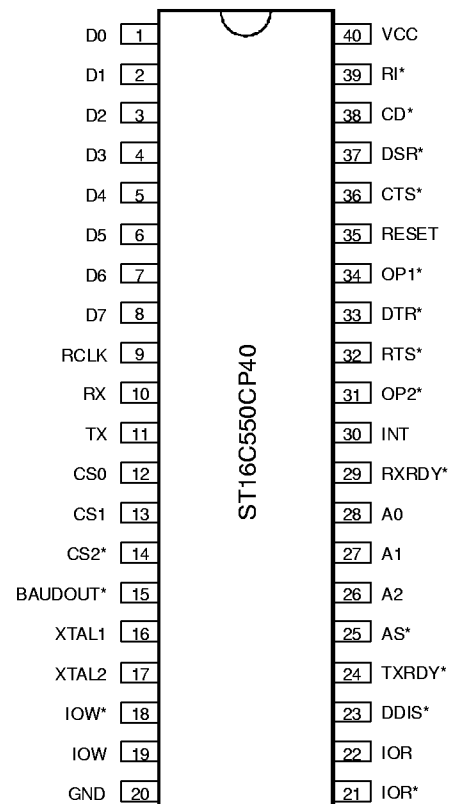 D0 1 40 VCC
D1 2 39 RI*
D2 3 38 CD*
D3 4 37 DSR*
D4 5 36 CTS*
D5 6 35 RESET
D6 7 34 OP1*
D7 8 33 DTR*
RCLK 9 32 RTS*
RX 10 31 OP2*
TX 11 30 INT
CS0 12 29 RXRDY*
CS1 13 28 A0
CS2* 14 27 A1
BAUDOUT* 15 26 A2
XTAL1 16 25 AS*
XTAL2 17 24 TXRDY*
IOW* 18 23 DDIS*
IOW 19 22 IOR
GND 20 21 IOR*
ST16C550CP40